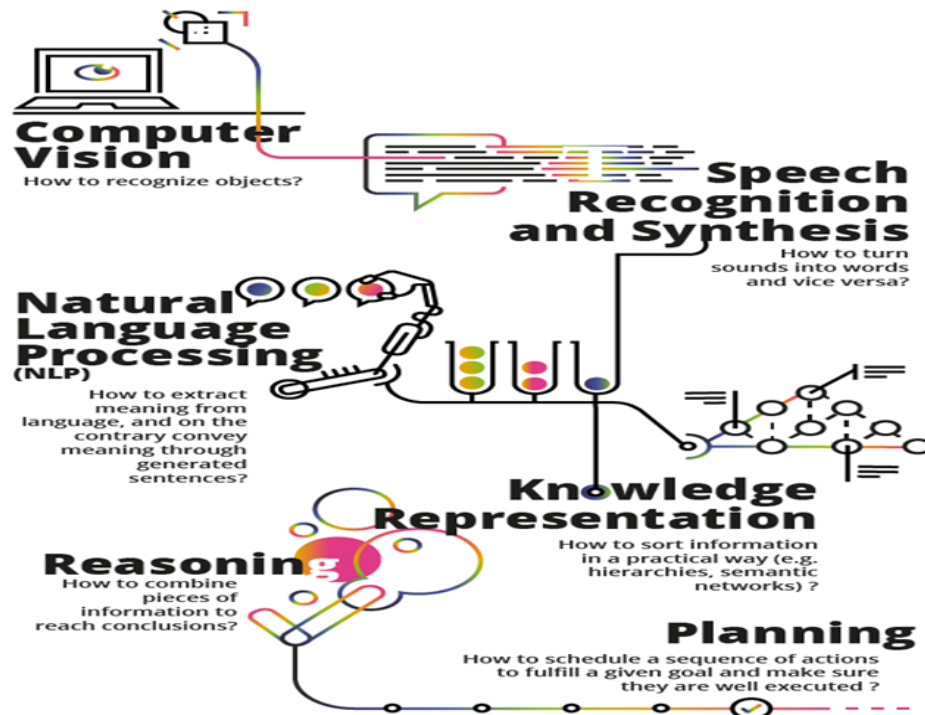 Computer
Vision
How to recognize objects?
Speech
Recognition
and Synthesis
How to turn
sounds into words
and vice versa?
Natural
Language
Processing
(NLP)
How to extract
meaning from
language, and on the
contrary convey
meaning through
generated
sentences?
Knowledge
Representation
How to sort information
in a practical way (e.g.
hierarchies, semantic
networks) ?
Reasoning
How to combine
pieces of
information to
reach conclusions?
Planning
How to schedule a sequence of actions
to fulfill a given goal and make sure
they are well executed ?